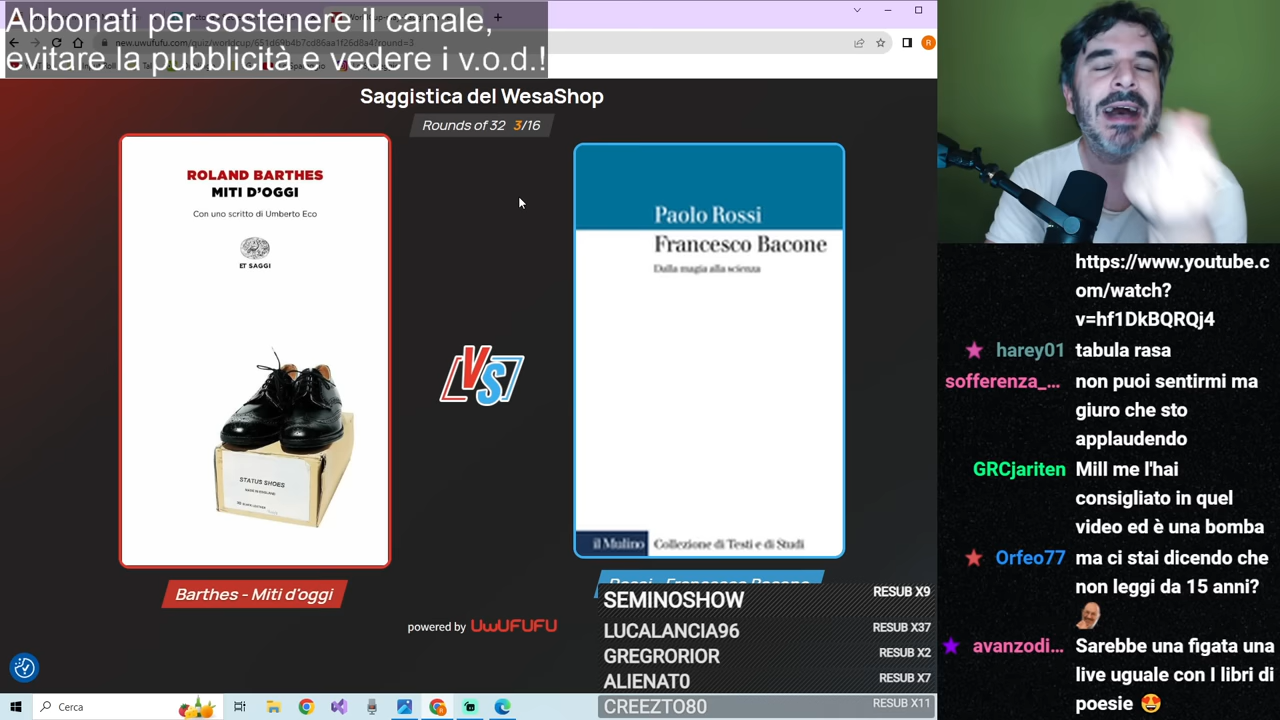 Abbonati per sostenere il canale,
evitare la pubblicità e vedere i v.o.d.!
Saggistica del WesaShop
Rounds of 32 3/16
ROLAND BARTHES
MITI D'OGGI
Con uno scritto di Umberto Eco
ET SAGGI
STATUS SHOES
Barthes - Miti d'oggi
VS
Paolo Rossi
Francesco Bacone
Dalla magia alla scienza
il Mulino Collezione di Testi e di Studi
Rossi - Francesco Bacone
powered by UWUFUFU
SEMINOSHOW RESUB X9
LUCALANCIA96 RESUB X37
GREGRORIOR RESUB X2
ALIENAT0 RESUB X7
CREEZTO80 RESUB X11
https://www.youtube.c
om/watch?
v=hf1DkBQRQj4
harey01 tabula rasa
sofferenza_... non puoi sentirmi ma
giuro che sto
applaudendo
GRCjariten Mill me l'hai
consigliato in quel
video ed è una bomba
Orfeo77 ma ci stai dicendo che
non leggi da 15 anni?
avanzodi... Sarebbe una figata una
live uguale con I libri di
poesie
Cerca